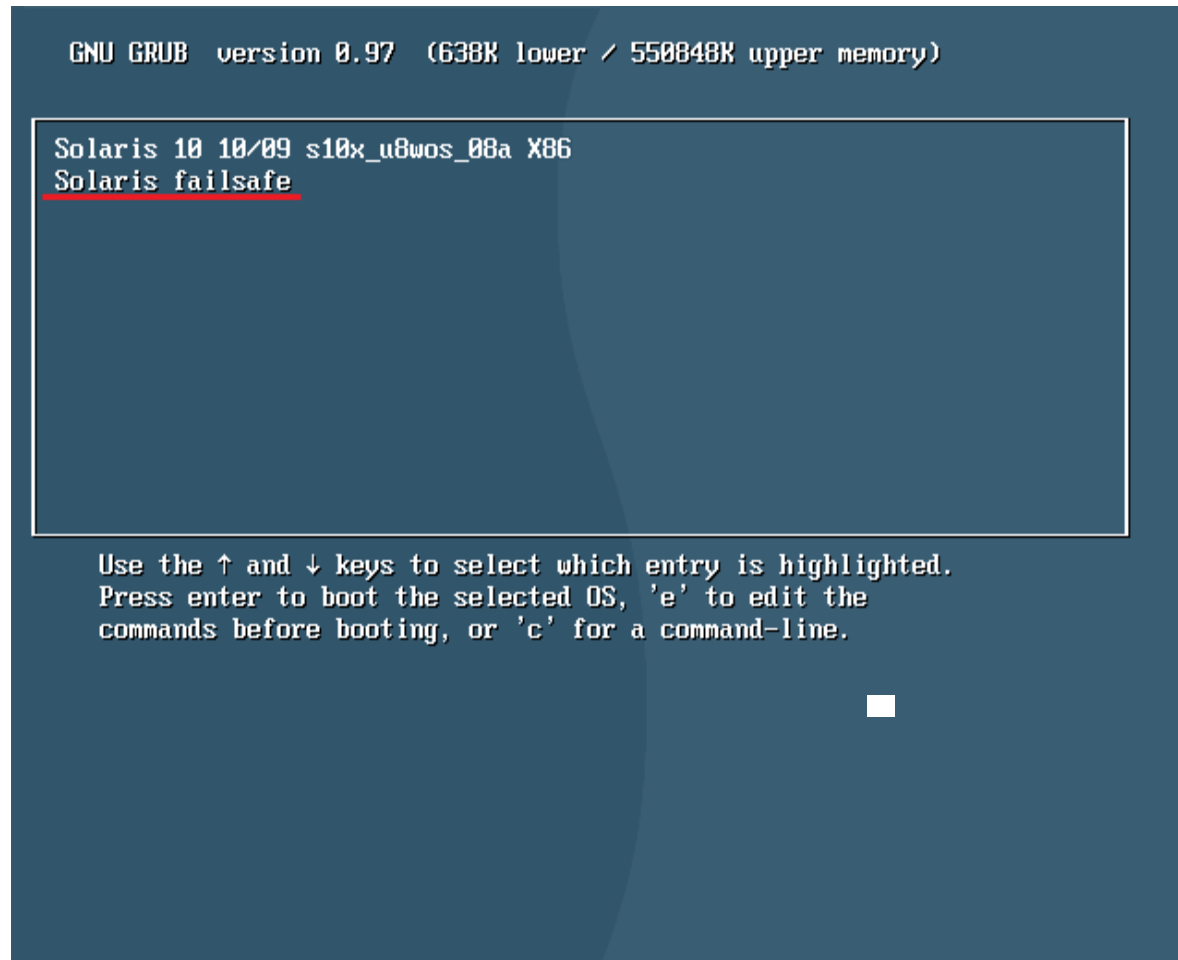 GNU GRUB version 0.97 (638K lower / 550848K upper memory)
Solaris 10 10/09 s10x_u8wos_08a X86
Solaris failsafe
Use the ↑ and ↓ keys to select which entry is highlighted.
Press enter to boot the selected OS, 'e' to edit the
commands before booting, or 'c' for a command-line.